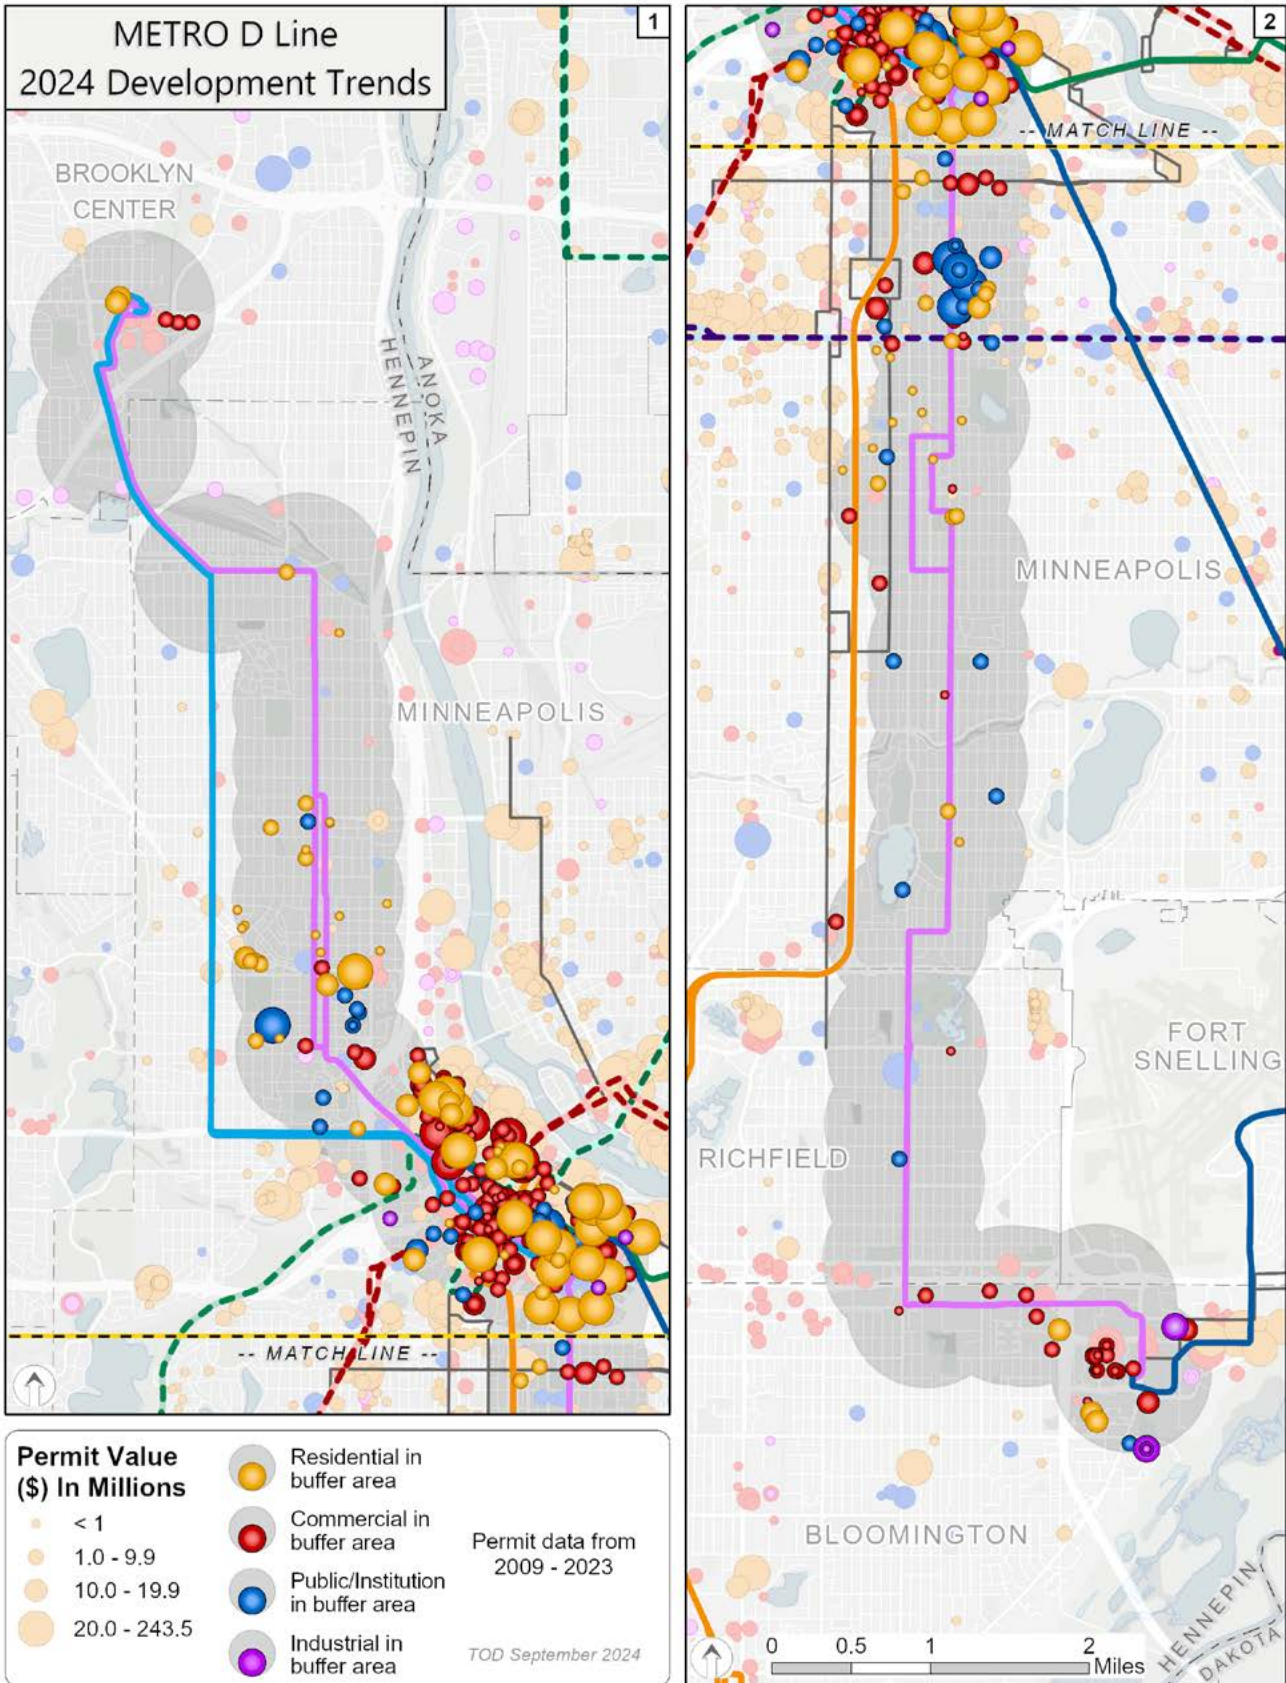 METRO D Line
2024 Development Trends
1
BROOKLYN
CENTER
ANOKA
HENNEPIN
MINNEAPOLIS
-- MATCH LINE --
2
-- MATCH LINE --
MINNEAPOLIS
FORT
SNELLING
RICHFIELD
BLOOMINGTON
HENNEPIN
DAKOTA
0 0.5 1 2
Miles
Permit Value
($) In Millions
< 1
1.0 - 9.9
10.0 - 19.9
20.0 - 243.5
Residential in
buffer area
Commercial in
buffer area
Public/Institution
in buffer area
Industrial in
buffer area
Permit data from
2009 - 2023
TOD September 2024